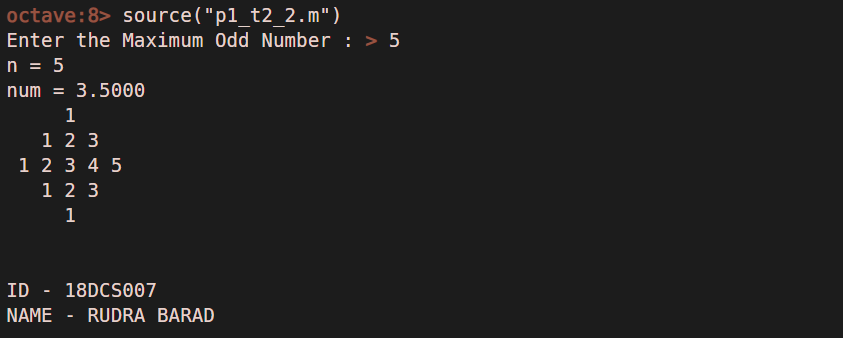 octave:8> source("p1_t2_2.m")
Enter the Maximum Odd Number : > 5
n = 5
num = 3.5000
     1
   1 2 3
 1 2 3 4 5
   1 2 3
     1
ID - 18DCS007
NAME - RUDRA BARAD